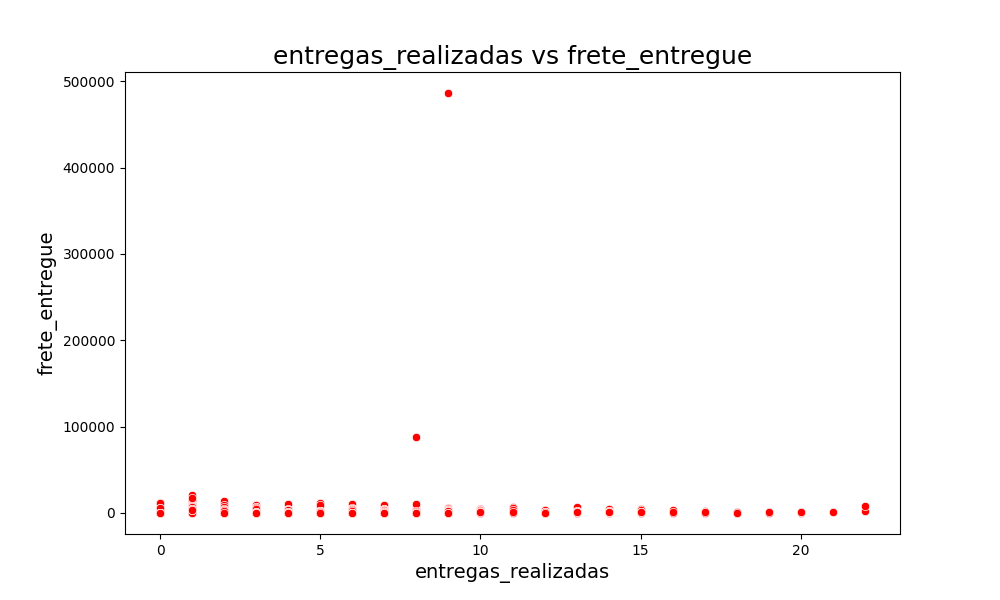 entregas_realizadas vs frete_entregue
500000
400000
300000
200000
100000
0
frete_entregue
0 5 10 15 20
entregas_realizadas